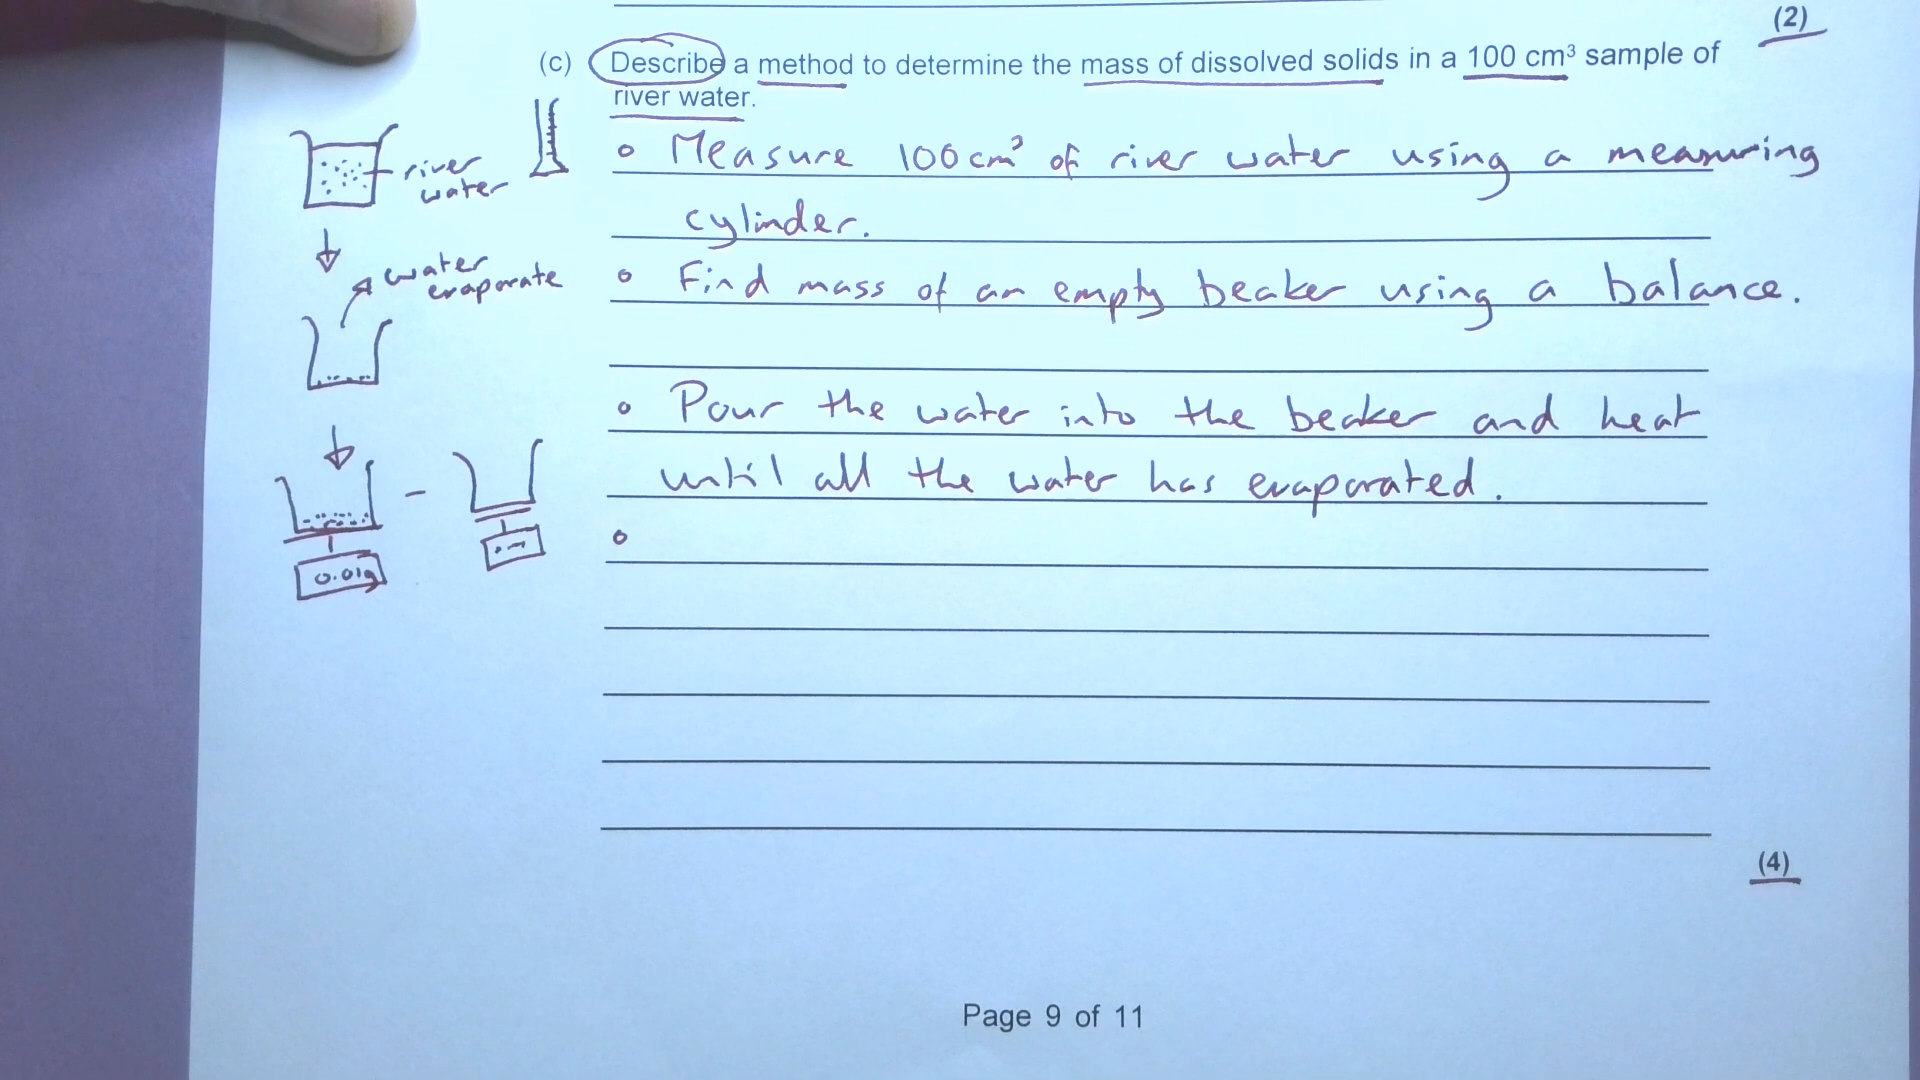 (2)
(c) Describe a method to determine the mass of dissolved solids in a 100 cm³ sample of
river water.
river
water
○ Measure 100cm³ of river water using a measuring
cylinder.
water
evaporate
○ Find mass of an empty beaker using a balance.
○ Pour the water into the beaker and heat
until all the water has evaporated.
○
0.01g
(4)
Page 9 of 11